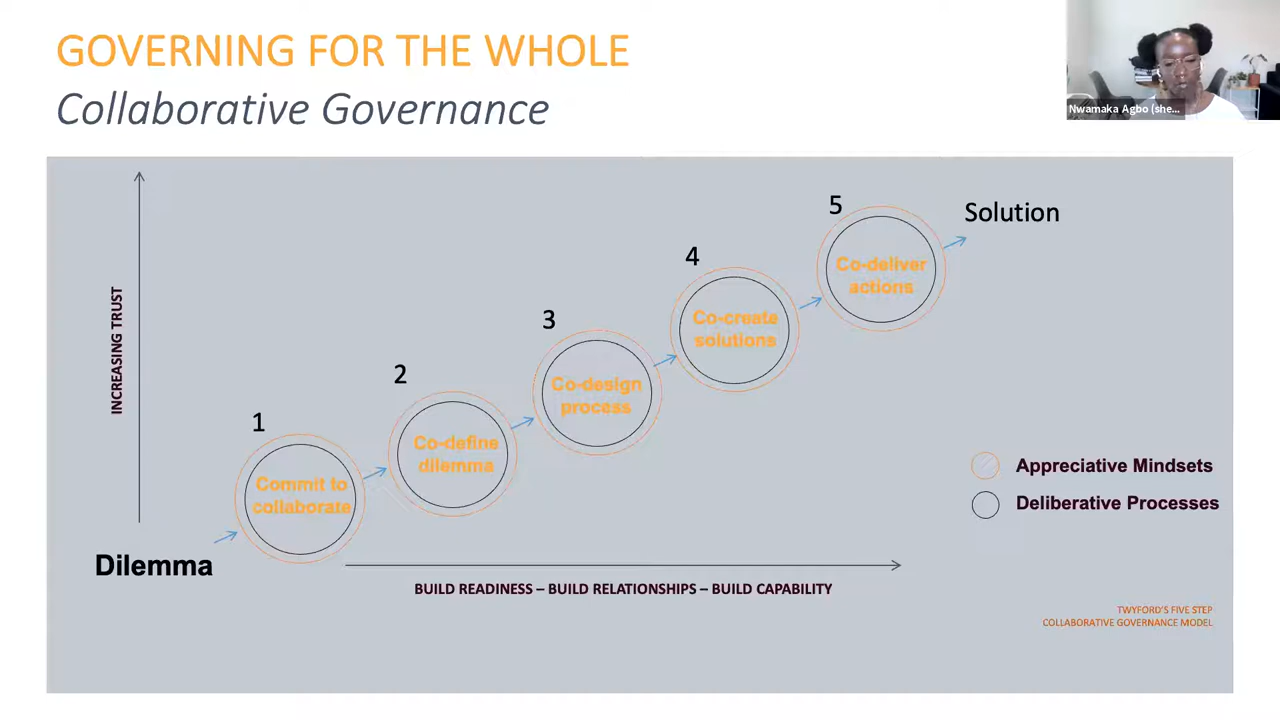 GOVERNING FOR THE WHOLE
Collaborative Governance
Nwamaka Agbo (she...
INCREASING TRUST
Dilemma
1
Commit to
collaborate
2
Co-define
dilemma
3
Co-design
process
4
Co-create
solutions
5
Co-deliver
actions
Solution
Appreciative Mindsets
Deliberative Processes
BUILD READINESS – BUILD RELATIONSHIPS – BUILD CAPABILITY
TWYFORD'S FIVE STEP
COLLABORATIVE GOVERNANCE MODEL